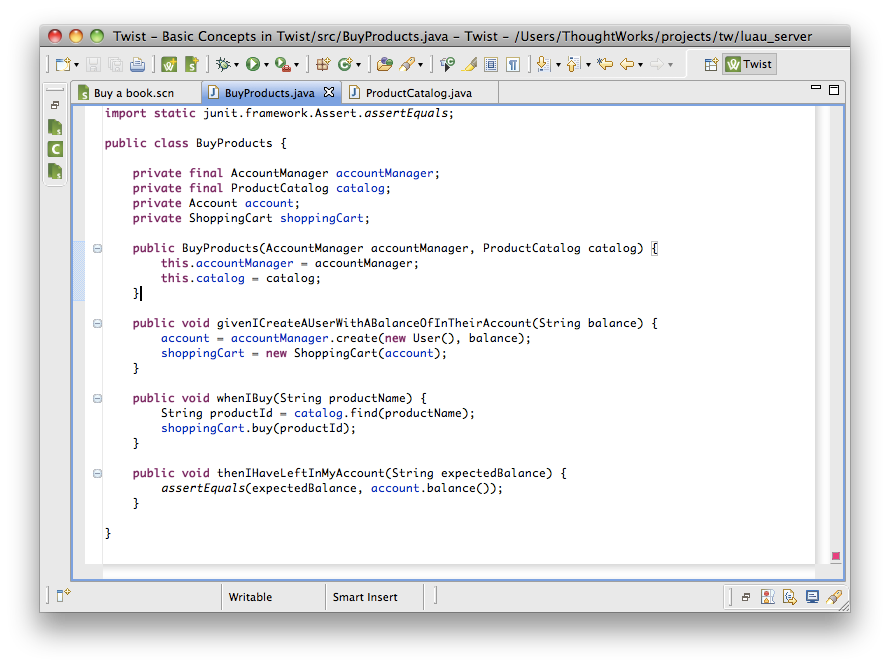 Twist – Basic Concepts in Twist/src/BuyProducts.java – Twist – /Users/ThoughtWorks/projects/tw/luau_server
Twist
Buy a book.scn
BuyProducts.java
ProductCatalog.java
import static junit.framework.Assert.assertEquals;
public class BuyProducts {
private final AccountManager accountManager;
private final ProductCatalog catalog;
private Account account;
private ShoppingCart shoppingCart;
public BuyProducts(AccountManager accountManager, ProductCatalog catalog) {
this.accountManager = accountManager;
this.catalog = catalog;
}
public void givenICreateAUserWithABalanceOfInTheirAccount(String balance) {
account = accountManager.create(new User(), balance);
shoppingCart = new ShoppingCart(account);
}
public void whenIBuy(String productName) {
String productId = catalog.find(productName);
shoppingCart.buy(productId);
}
public void thenIHaveLeftInMyAccount(String expectedBalance) {
assertEquals(expectedBalance, account.balance());
}
}
Writable
Smart Insert